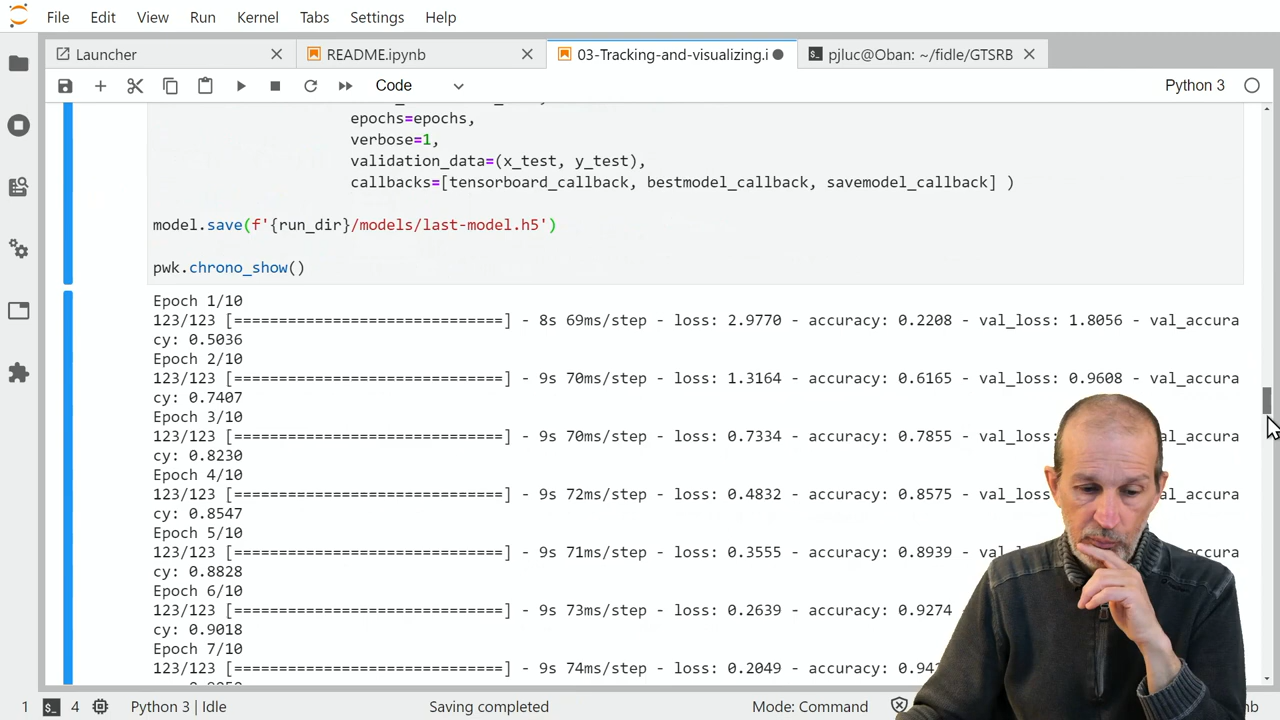 File Edit View Run Kernel Tabs Settings Help
Launcher README.ipynb 03-Tracking-and-visualizing.i pjluc@Oban: ~/fidle/GTSRB
Code Python 3
epochs=epochs,
verbose=1,
validation_data=(x_test, y_test),
callbacks=[tensorboard_callback, bestmodel_callback, savemodel_callback] )
model.save(f'{run_dir}/models/last-model.h5')
pwk.chrono_show()
Epoch 1/10
123/123 [==============================] - 8s 69ms/step - loss: 2.9770 - accuracy: 0.2208 - val_loss: 1.8056 - val_accura
cy: 0.5036
Epoch 2/10
123/123 [==============================] - 9s 70ms/step - loss: 1.3164 - accuracy: 0.6165 - val_loss: 0.9608 - val_accura
cy: 0.7407
Epoch 3/10
123/123 [==============================] - 9s 70ms/step - loss: 0.7334 - accuracy: 0.7855 - val_loss: val_accura
cy: 0.8230
Epoch 4/10
123/123 [==============================] - 9s 72ms/step - loss: 0.4832 - accuracy: 0.8575 - val_loss val_accura
cy: 0.8547
Epoch 5/10
123/123 [==============================] - 9s 71ms/step - loss: 0.3555 - accuracy: 0.8939 - val_loss accura
cy: 0.8828
Epoch 6/10
123/123 [==============================] - 9s 73ms/step - loss: 0.2639 - accuracy: 0.9274 -
cy: 0.9018
Epoch 7/10
123/123 [==============================] - 9s 74ms/step - loss: 0.2049 - accuracy:
1 4 Python 3 | Idle Saving completed Mode: Command nb